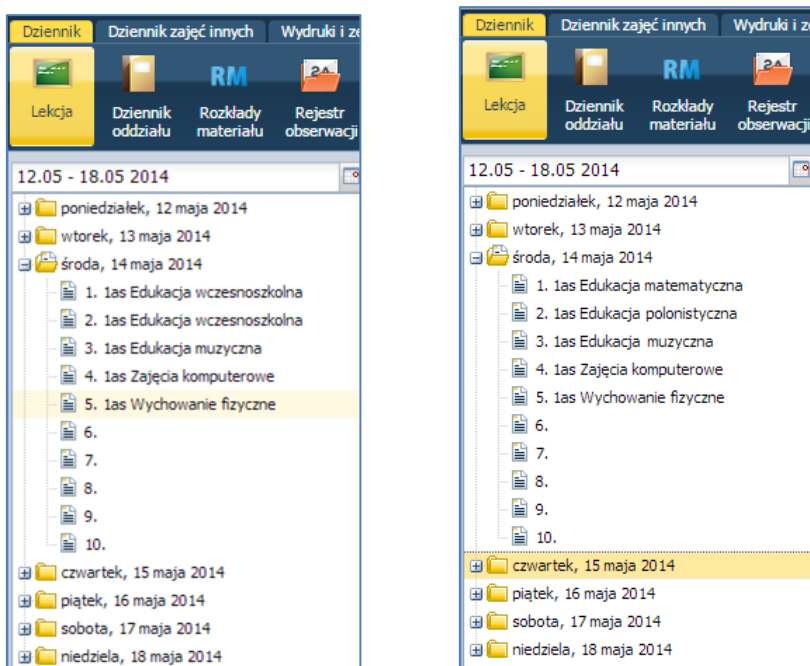 Dziennik Dziennik zajęć innych Wydruki i ze
Lekcja Dziennik oddziału RM Rozkłady materiału Rejestr obserwacji
12.05 - 18.05 2014
poniedziałek, 12 maja 2014
wtorek, 13 maja 2014
środa, 14 maja 2014
1. 1as Edukacja wczesnoszkolna
2. 1as Edukacja wczesnoszkolna
3. 1as Edukacja muzyczna
4. 1as Zajęcia komputerowe
5. 1as Wychowanie fizyczne
6.
7.
8.
9.
10.
czwartek, 15 maja 2014
piątek, 16 maja 2014
sobota, 17 maja 2014
niedziela, 18 maja 2014
Dziennik Dziennik zajęć innych Wydruki i z
Lekcja Dziennik oddziału RM Rozkłady materiału Rejestr obserwacji
12.05 - 18.05 2014
poniedziałek, 12 maja 2014
wtorek, 13 maja 2014
środa, 14 maja 2014
1. 1as Edukacja matematyczna
2. 1as Edukacja polonistyczna
3. 1as Edukacja muzyczna
4. 1as Zajęcia komputerowe
5. 1as Wychowanie fizyczne
6.
7.
8.
9.
10.
czwartek, 15 maja 2014
piątek, 16 maja 2014
sobota, 17 maja 2014
niedziela, 18 maja 2014